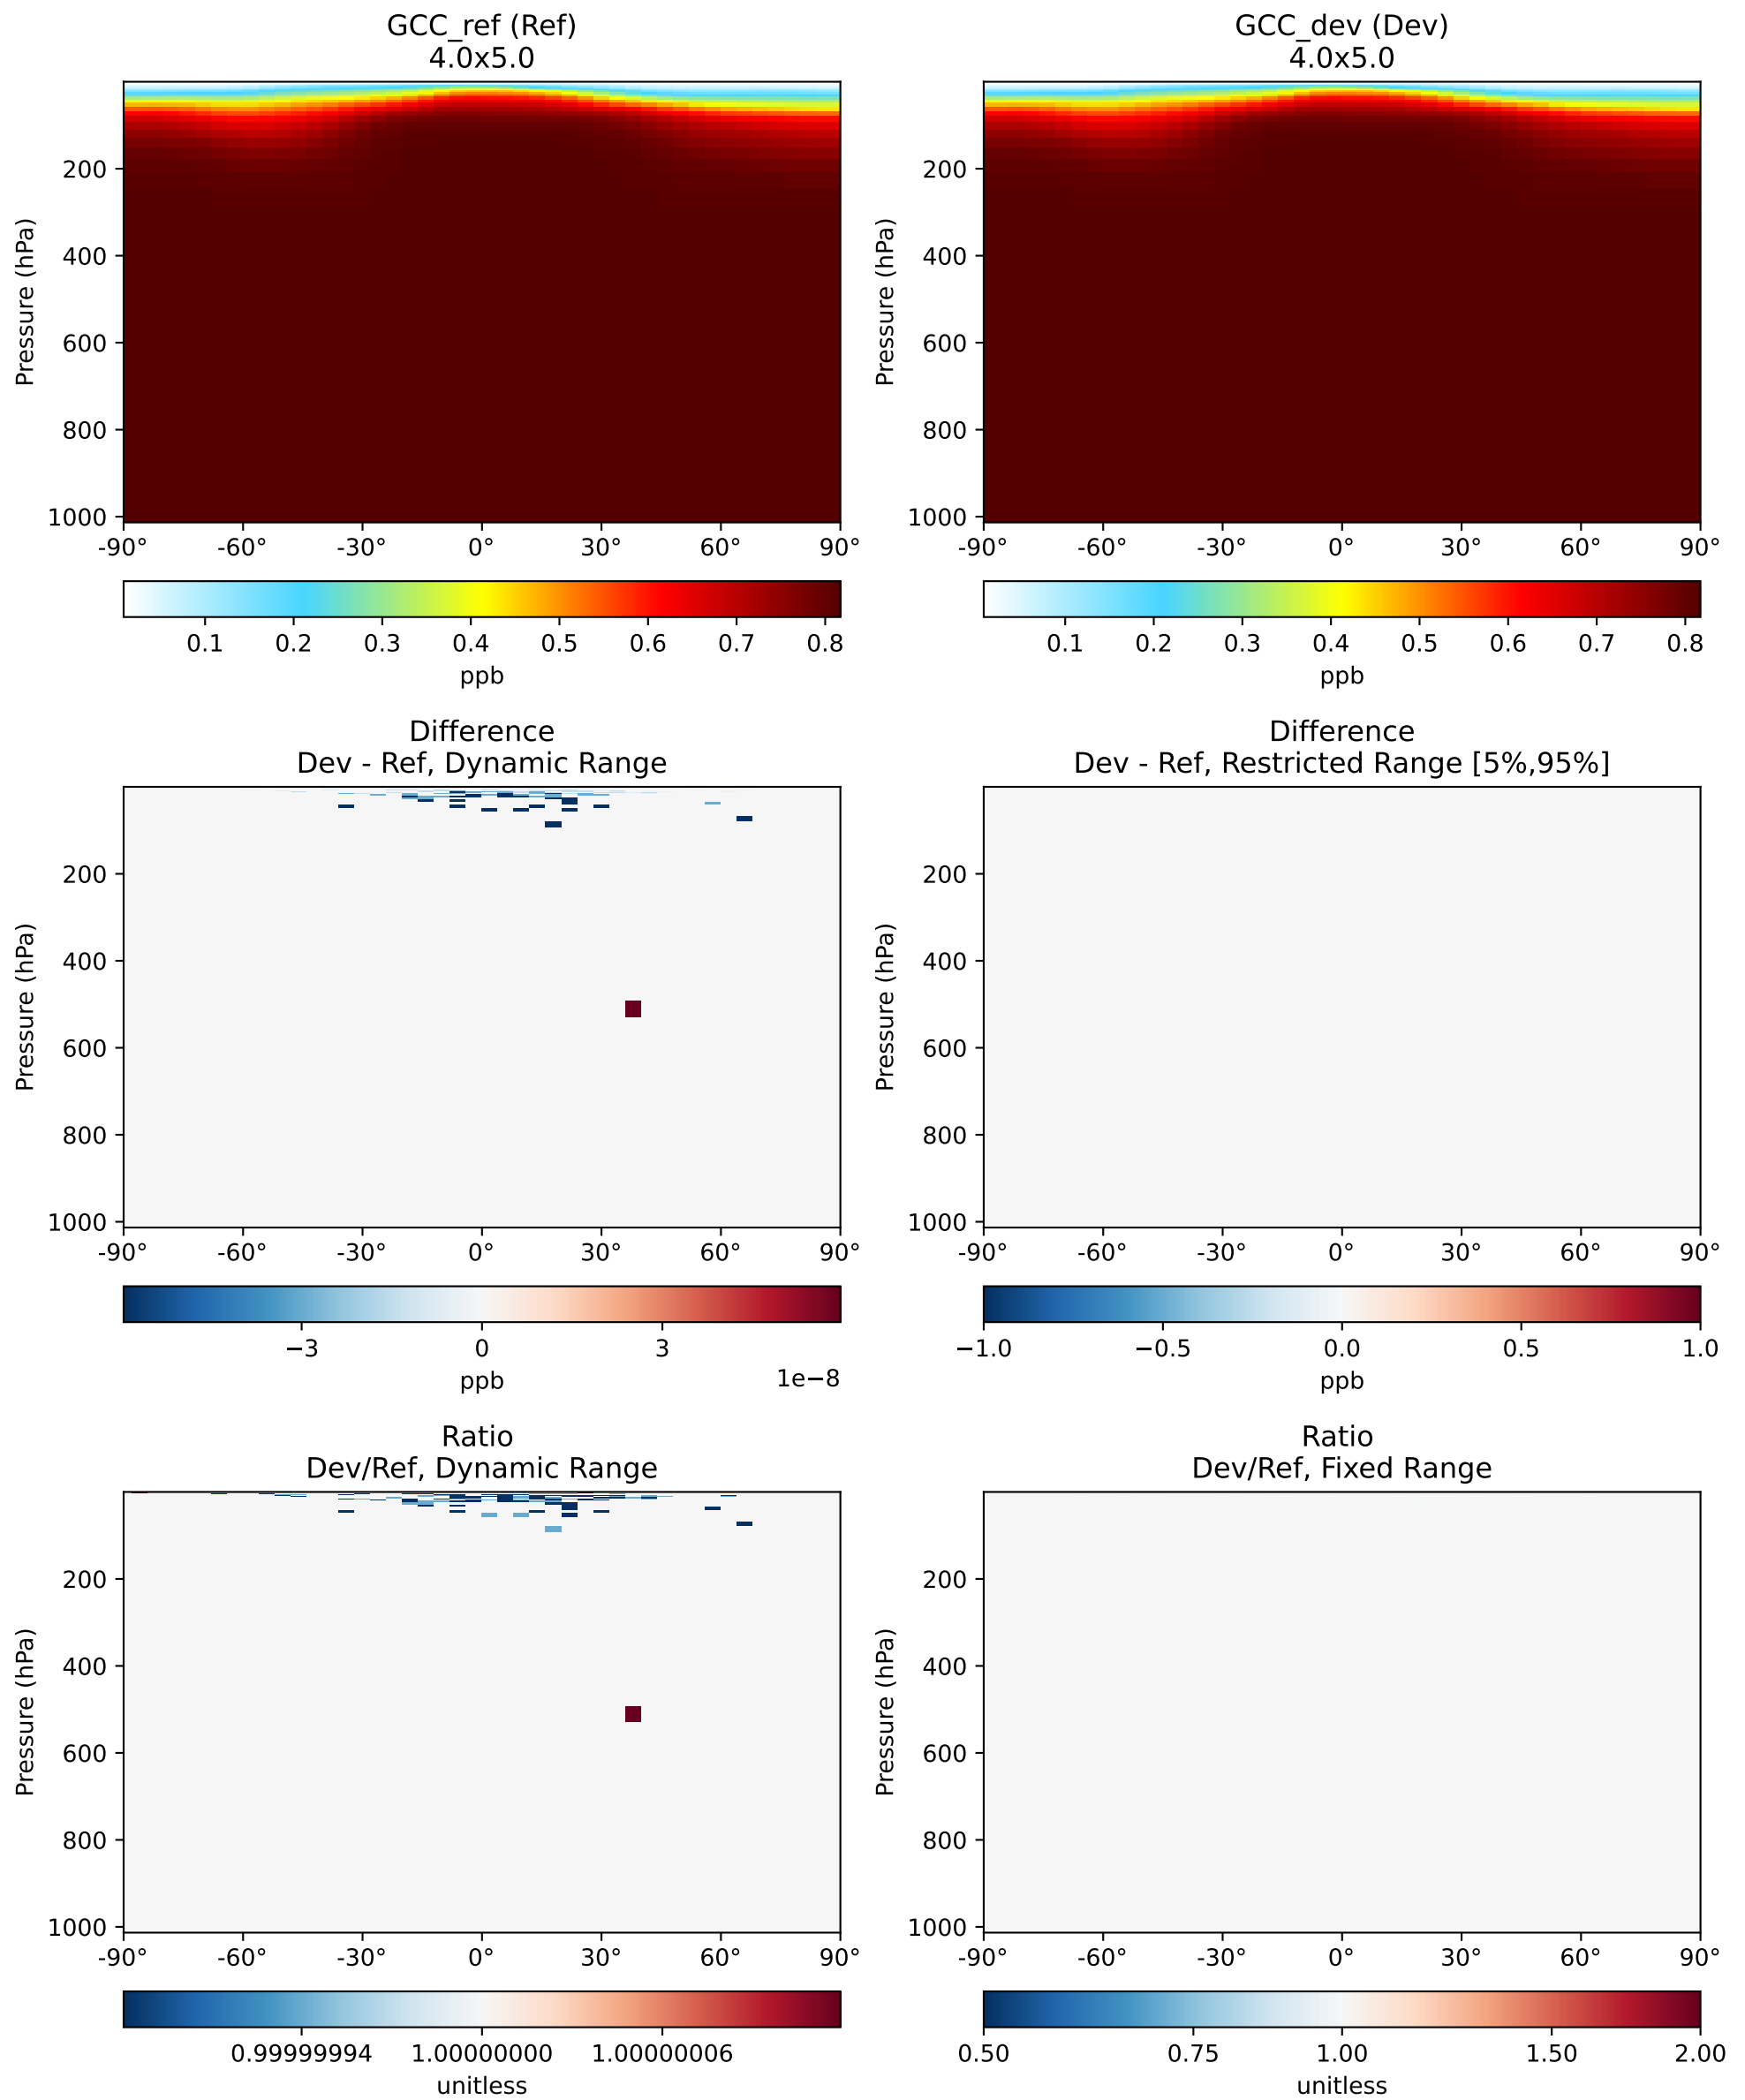 GCC_ref (Ref)
4.0x5.0
GCC_dev (Dev)
4.0x5.0
Pressure (hPa)
200
400
600
800
1000
-90° -60° -30° 0° 30° 60° 90°
0.1 0.2 0.3 0.4 0.5 0.6 0.7 0.8
ppb
Pressure (hPa)
200
400
600
800
1000
-90° -60° -30° 0° 30° 60° 90°
0.1 0.2 0.3 0.4 0.5 0.6 0.7 0.8
ppb
Difference
Dev - Ref, Dynamic Range
Pressure (hPa)
200
400
600
800
1000
-90° -60° -30° 0° 30° 60° 90°
−3 0 3
ppb
1e−8
Difference
Dev - Ref, Restricted Range [5%,95%]
Pressure (hPa)
200
400
600
800
1000
-90° -60° -30° 0° 30° 60° 90°
−1.0 −0.5 0.0 0.5 1.0
ppb
Ratio
Dev/Ref, Dynamic Range
Pressure (hPa)
200
400
600
800
1000
-90° -60° -30° 0° 30° 60° 90°
0.99999994 1.00000000 1.00000006
unitless
Ratio
Dev/Ref, Fixed Range
Pressure (hPa)
200
400
600
800
1000
-90° -60° -30° 0° 30° 60° 90°
0.50 0.75 1.00 1.50 2.00
unitless